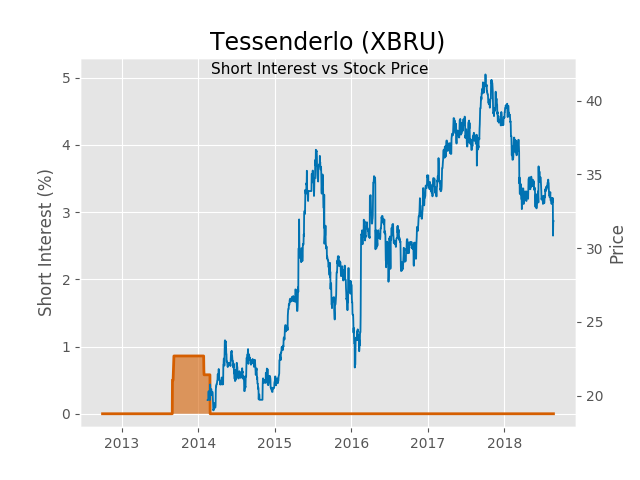 Tessenderlo (XBRU)
Short Interest vs Stock Price
Short Interest (%)
5
4
3
2
1
0
40
35
30
25
20
Price
2013 2014 2015 2016 2017 2018